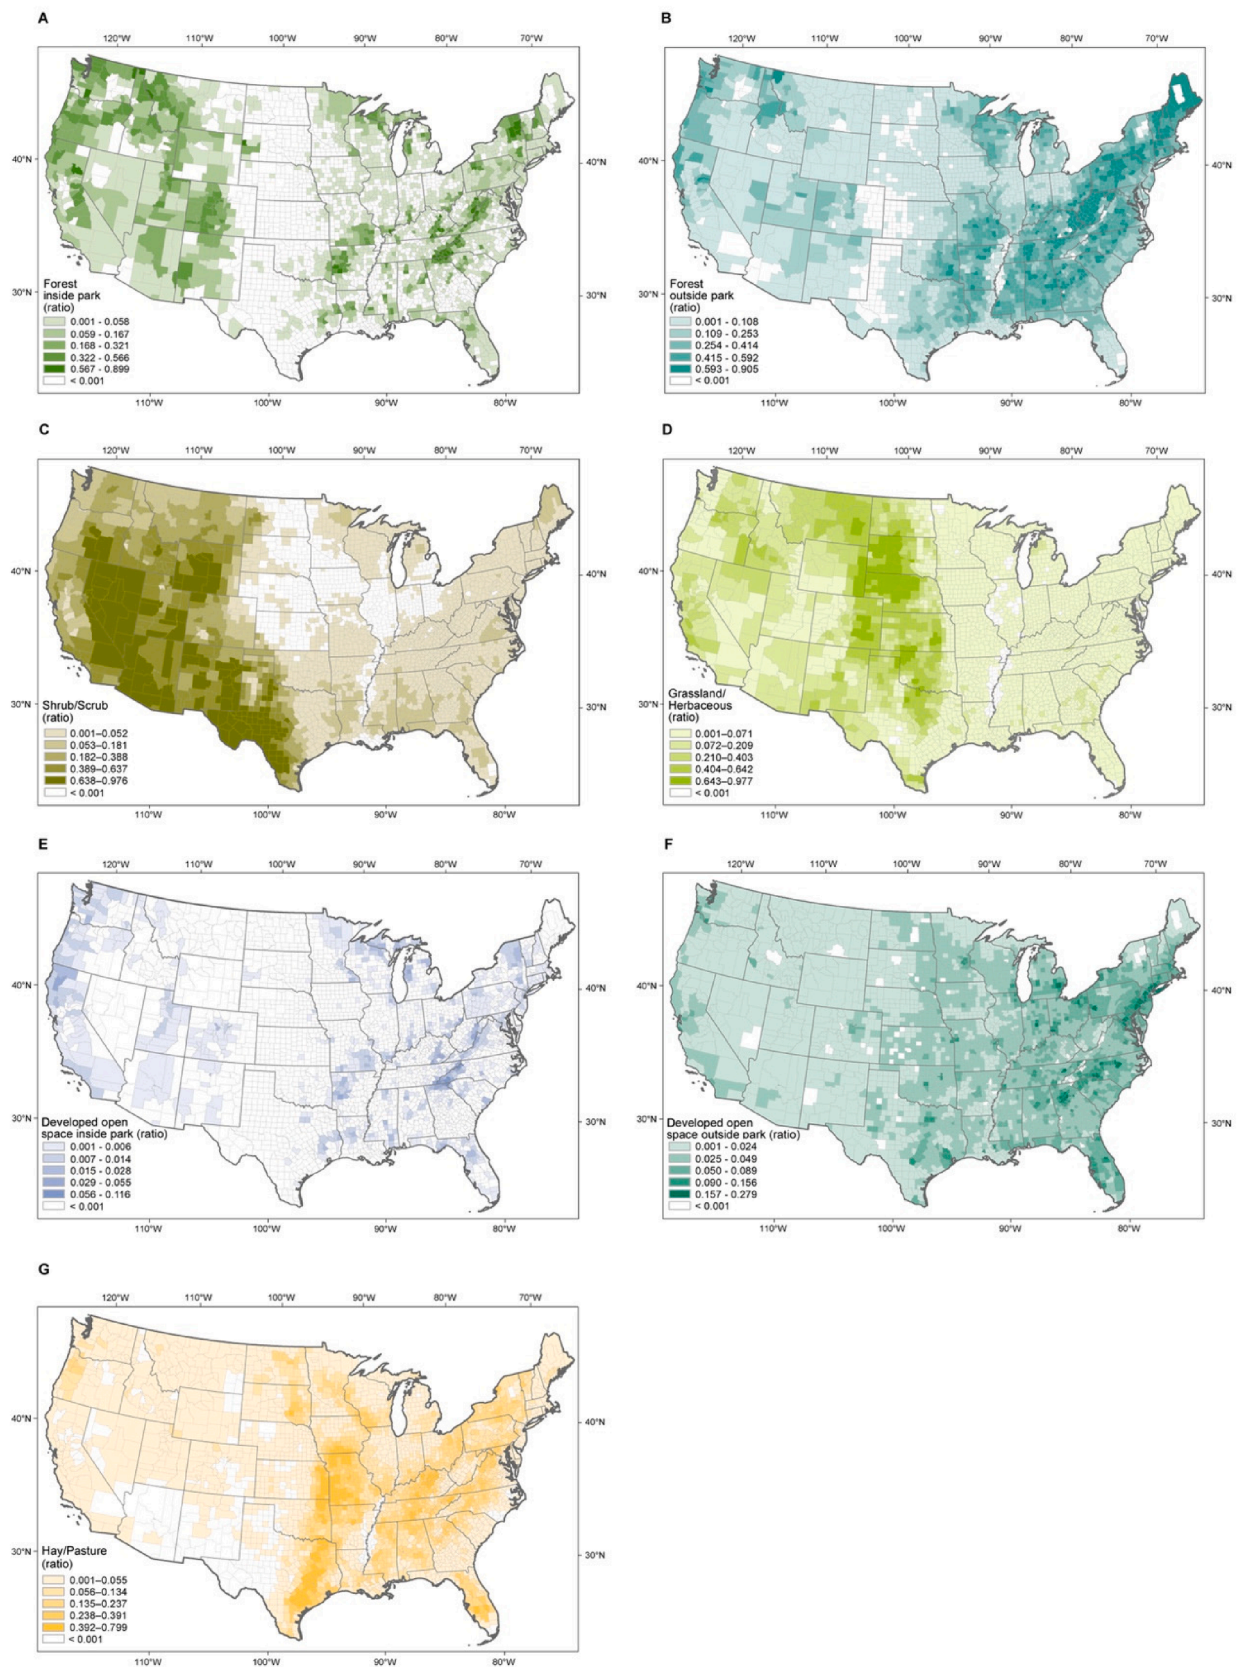 A
120°W 110°W 100°W 90°W 80°W 70°W
40°N
40°N
30°N
30°N
Forest
inside park
(ratio)
0.001 - 0.058
0.059 - 0.167
0.168 - 0.321
0.322 - 0.566
0.567 - 0.899
< 0.001
110°W 100°W 90°W 80°W
B
120°W 110°W 100°W 90°W 80°W 70°W
40°N
40°N
30°N
30°N
Forest
outside park
(ratio)
0.001 - 0.108
0.109 - 0.253
0.254 - 0.414
0.415 - 0.592
0.593 - 0.905
< 0.001
110°W 100°W 90°W 80°W
C
120°W 110°W 100°W 90°W 80°W 70°W
40°N
40°N
30°N
30°N
Shrub/Scrub
(ratio)
0.001–0.052
0.053–0.181
0.182–0.388
0.389–0.637
0.638–0.976
< 0.001
110°W 100°W 90°W 80°W
D
120°W 110°W 100°W 90°W 80°W 70°W
40°N
40°N
30°N
30°N
Grassland/
Herbaceous
(ratio)
0.001–0.071
0.072–0.209
0.210–0.403
0.404–0.642
0.643–0.977
< 0.001
110°W 100°W 90°W 80°W
E
120°W 110°W 100°W 90°W 80°W 70°W
40°N
40°N
30°N
30°N
Developed open
space inside park (ratio)
0.001 - 0.006
0.007 - 0.014
0.015 - 0.028
0.029 - 0.055
0.056 - 0.116
< 0.001
110°W 100°W 90°W 80°W
F
120°W 110°W 100°W 90°W 80°W 70°W
40°N
40°N
30°N
30°N
Developed open
space outside park (ratio)
0.001 - 0.024
0.025 - 0.049
0.050 - 0.089
0.090 - 0.156
0.157 - 0.279
< 0.001
110°W 100°W 90°W 80°W
G
120°W 110°W 100°W 90°W 80°W 70°W
40°N
40°N
30°N
30°N
Hay/Pasture
(ratio)
0.001–0.055
0.056–0.134
0.135–0.237
0.238–0.391
0.392–0.799
< 0.001
110°W 100°W 90°W 80°W